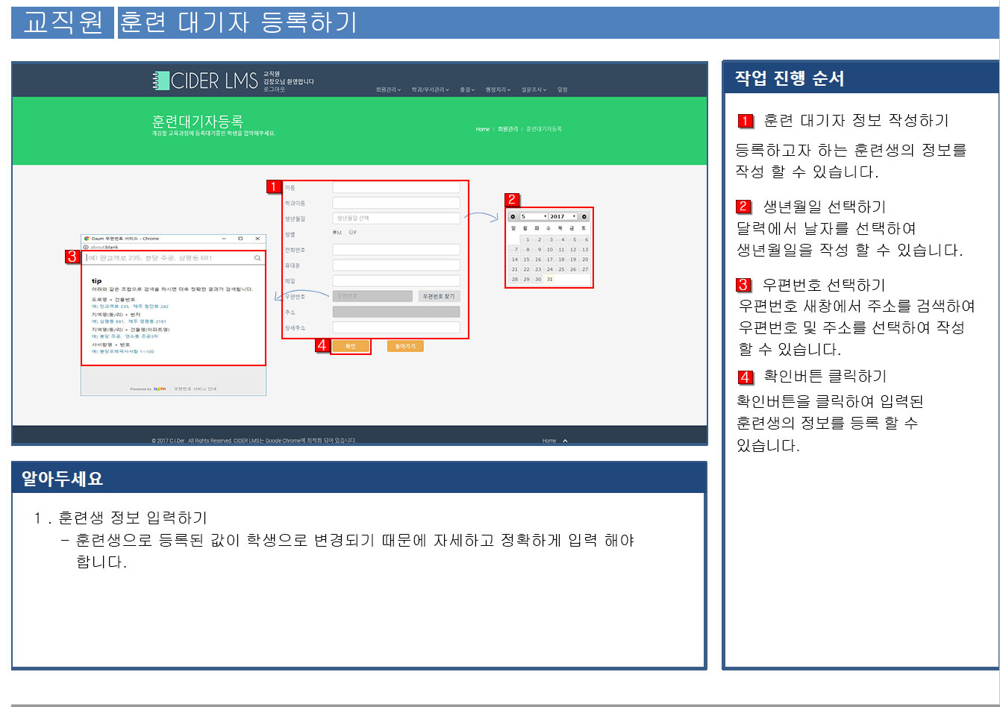 교직원 훈련 대기자 등록하기
CIDER LMS
교직원
김창오님 환영합니다
로그아웃
회원관리 학과/부서관리 출결 행정처리 설문조사 일정
훈련대기자등록
개강할 교육과정에 등록대기중인 학생을 입력해주세요.
Home / 회원관리 / 훈련대기자등록
1
이름
학과이름
생년월일 생년월일 선택
성별 M F
전화번호
휴대폰
메일
우편번호 우편번호 우편번호 찾기
주소
상세주소
4 확인 돌아가기
2
5 2017
일 월 화 수 목 금 토
1 2 3 4 5 6
7 8 9 10 11 12 13
14 15 16 17 18 19 20
21 22 23 24 25 26 27
28 29 30 31
Daum 우편번호 서비스 - Chrome
about:blank
3 예) 판교역로 235, 분당 주공, 삼평동 681
tip
아래와 같은 조합으로 검색을 하시면 더욱 정확한 결과가 검색됩니다.
도로명 + 건물번호
예) 판교역로 235, 제주 첨단로 242
지역명(동/리) + 번지
예) 삼평동 681, 제주 영평동 2181
지역명(동/리) + 건물명(아파트명)
예) 분당 주공, 연수동 주공3차
사서함명 + 번호
예) 분당우체국사서함 1~100
Powered by daum 우편번호 서비스 안내
© 2017 C.I.Der . All Rights Reserved. CIDER LMS는 Google Chrome에 최적화 되어 있습니다.
Home
작업 진행 순서
1 훈련 대기자 정보 작성하기
등록하고자 하는 훈련생의 정보를
작성 할 수 있습니다.
2 생년월일 선택하기
달력에서 날자를 선택하여
생년월일을 작성 할 수 있습니다.
3 우편번호 선택하기
우편번호 새창에서 주소를 검색하여
우편번호 및 주소를 선택하여 작성
할 수 있습니다.
4 확인버튼 클릭하기
확인버튼을 클릭하여 입력된
훈련생의 정보를 등록 할 수
있습니다.
알아두세요
1 . 훈련생 정보 입력하기
- 훈련생으로 등록된 값이 학생으로 변경되기 때문에 자세하고 정확하게 입력 해야
합니다.